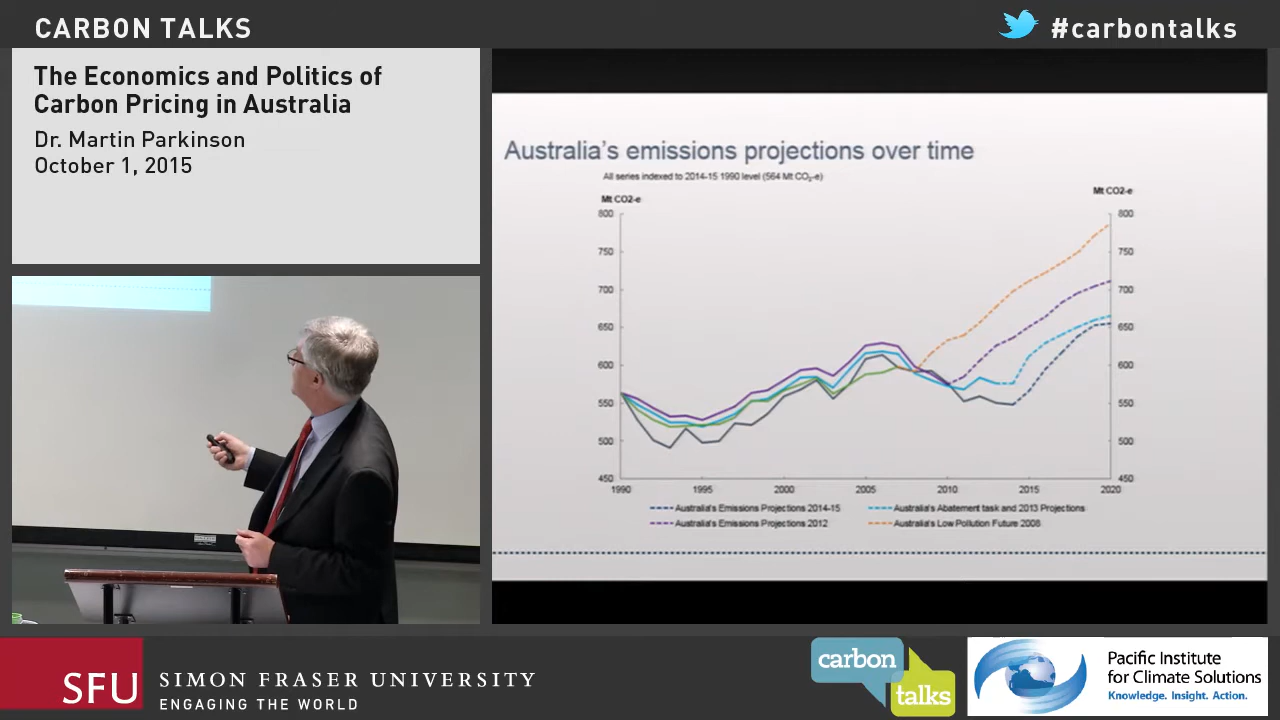 CARBON TALKS
#carbontalks
The Economics and Politics of
Carbon Pricing in Australia
Dr. Martin Parkinson
October 1, 2015
Australia's emissions projections over time
All series indexed to 2014-15 1990 level (564 Mt CO₂-e)
Mt CO2-e
Mt CO2-e
800
800
750
750
700
700
650
650
600
600
550
550
500
500
450
450
1990
1995
2000
2005
2010
2015
2020
Australia's Emissions Projections 2014-15
Australia's Abatement task and 2013 Projections
Australia's Emissions Projections 2012
Australia's Low Pollution Future 2008
SFU
SIMON FRASER UNIVERSITY
ENGAGING THE WORLD
carbon
talks
Pacific Institute
for Climate Solutions
Knowledge. Insight. Action.